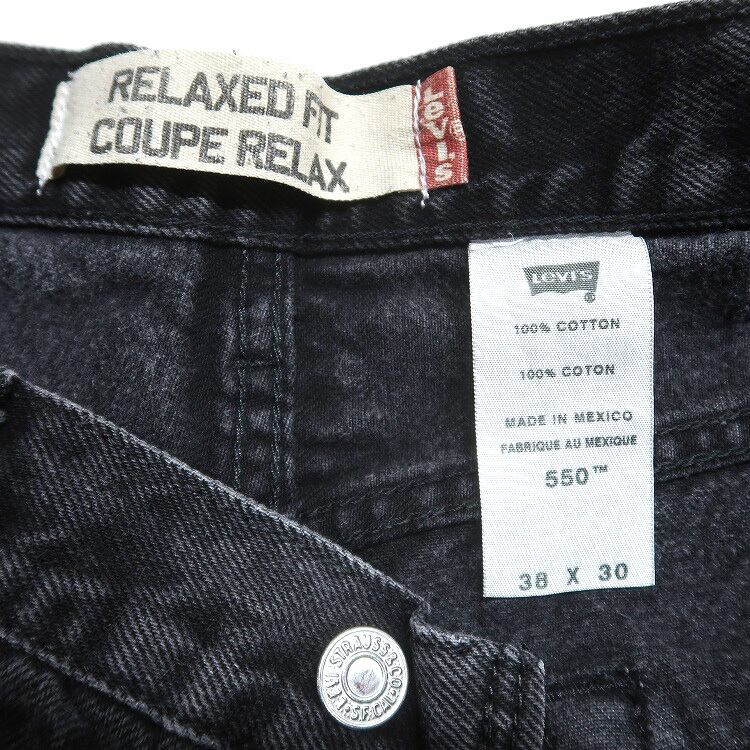 RELAXED FIT
COUPE RELAX
Levi's
LEVI'S
®
100% COTTON
100% COTON
MADE IN MEXICO
FABRIQUE AU MEXIQUE
550™
38 X 30
LEVI STRAUSS & CO. S.F. CAL.